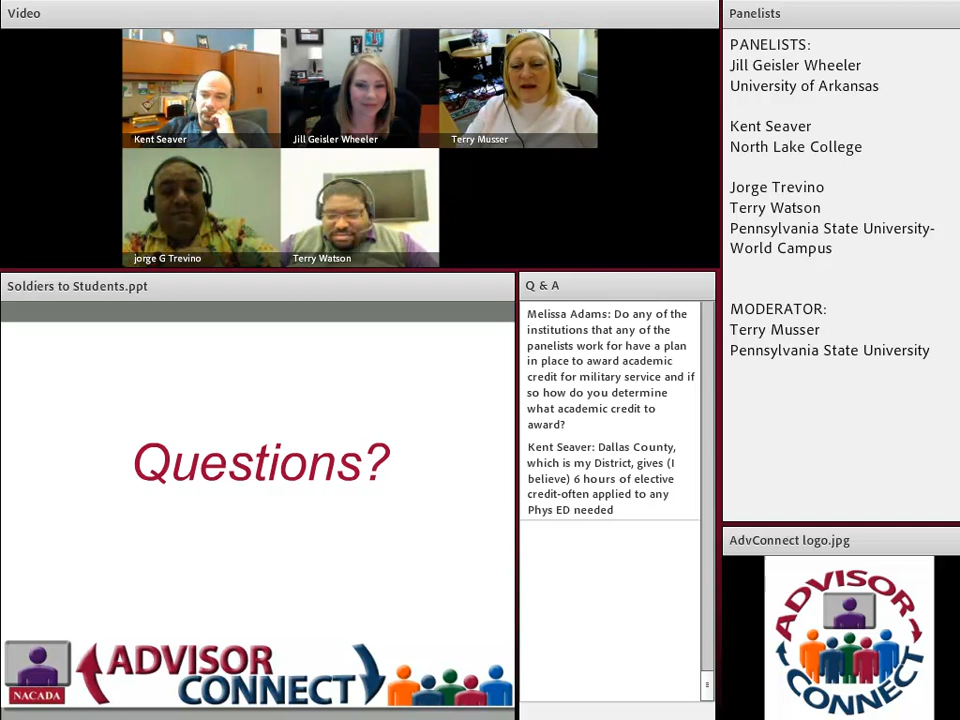 Video
Kent Seaver
Jill Geisler Wheeler
Terry Musser
jorge G Trevino
Terry Watson
Panelists
PANELISTS:
Jill Geisler Wheeler
University of Arkansas
Kent Seaver
North Lake College
Jorge Trevino
Terry Watson
Pennsylvania State University-
World Campus
MODERATOR:
Terry Musser
Pennsylvania State University
Soldiers to Students.ppt
Questions?
NACADA
ADVISOR
CONNECT
Q & A
Melissa Adams: Do any of the
institutions that any of the
panelists work for have a plan
in place to award academic
credit for military service and if
so how do you determine
what academic credit to
award?
Kent Seaver: Dallas County,
which is my District, gives (I
believe) 6 hours of elective
credit-often applied to any
Phys ED needed
AdvConnect logo.jpg
ADVISOR
CONNECT